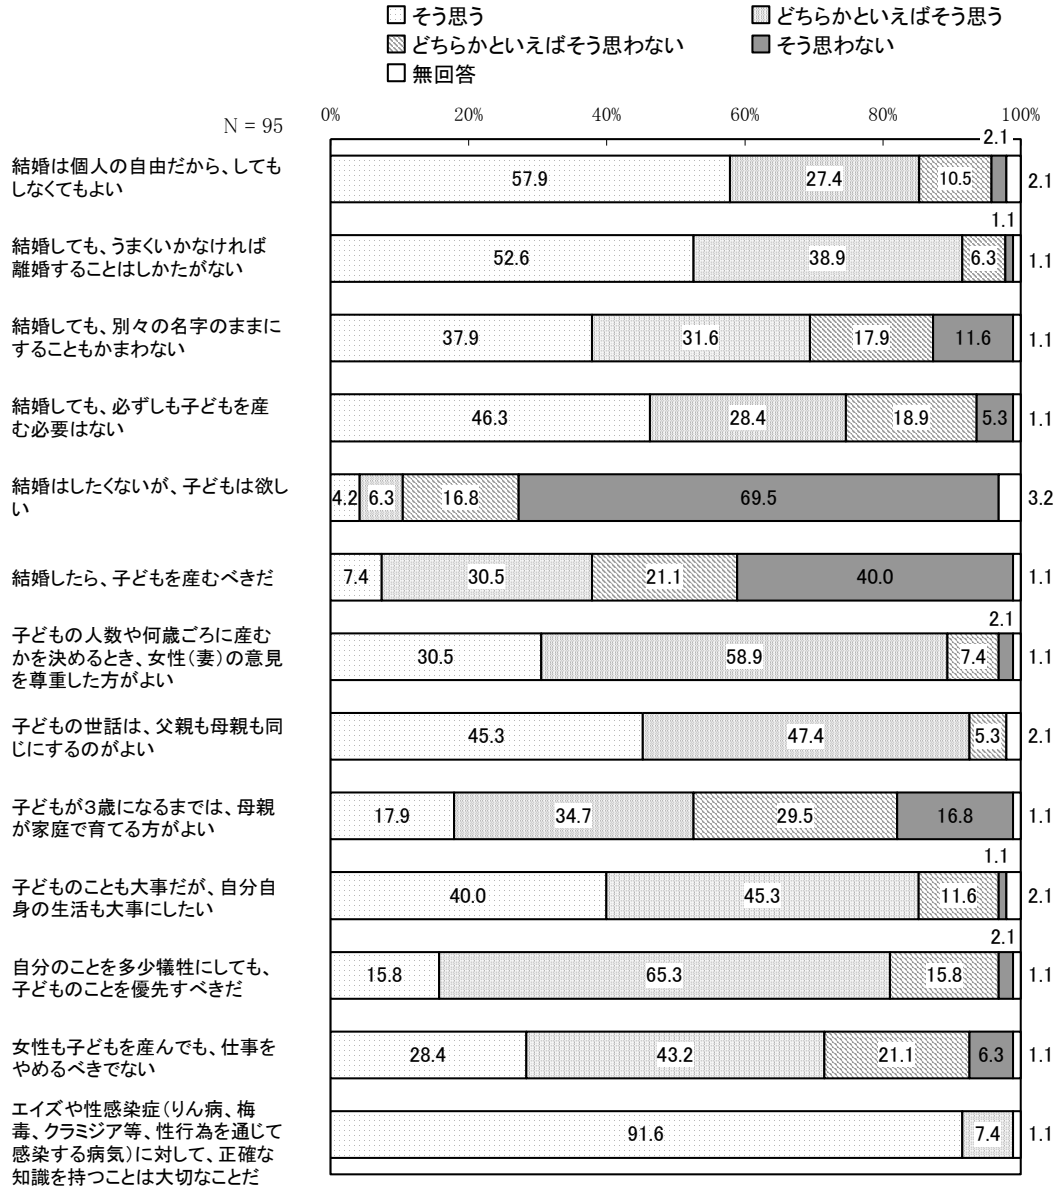 そう思う どちらかといえばそう思う
どちらかといえばそう思わない そう思わない
無回答
N = 95
0% 20% 40% 60% 80% 100%
2.1
結婚は個人の自由だから、しても
しなくてもよい
57.9 27.4 10.5 2.1
1.1
結婚しても、うまくいかなければ
離婚することはしかたがない
52.6 38.9 6.3 1.1
結婚しても、別々の名字のままに
することもかまわない
37.9 31.6 17.9 11.6 1.1
結婚しても、必ずしも子どもを産
む必要はない
46.3 28.4 18.9 5.3 1.1
結婚はしたくないが、子どもは欲し
い
4.2 6.3 16.8 69.5 3.2
結婚したら、子どもを産むべきだ
7.4 30.5 21.1 40.0 1.1
2.1
子どもの人数や何歳ごろに産む
かを決めるとき、女性(妻)の意見
を尊重した方がよい
30.5 58.9 7.4 1.1
子どもの世話は、父親も母親も同
じにするのがよい
45.3 47.4 5.3 2.1
子どもが3歳になるまでは、母親
が家庭で育てる方がよい
17.9 34.7 29.5 16.8 1.1
1.1
子どものことも大事だが、自分自
身の生活も大事にしたい
40.0 45.3 11.6 2.1
2.1
自分のことを多少犠牲にしても、
子どものことを優先すべきだ
15.8 65.3 15.8 1.1
女性も子どもを産んでも、仕事を
やめるべきでない
28.4 43.2 21.1 6.3 1.1
エイズや性感染症(りん病、梅
毒、クラミジア等、性行為を通じて
感染する病気)に対して、正確な
知識を持つことは大切なことだ
91.6 7.4 1.1